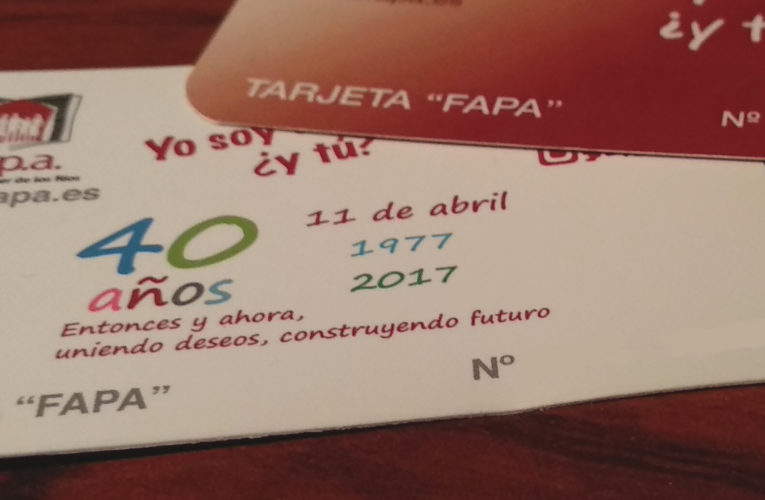 ¿y
TARJETA “FAPA”
Nº
p.a.
apa.es
Yo soy
¿y tú?
40
años
11 de abril
1977
2017
Entonces y ahora,
uniendo deseos, construyendo futuro
“FAPA”
Nº